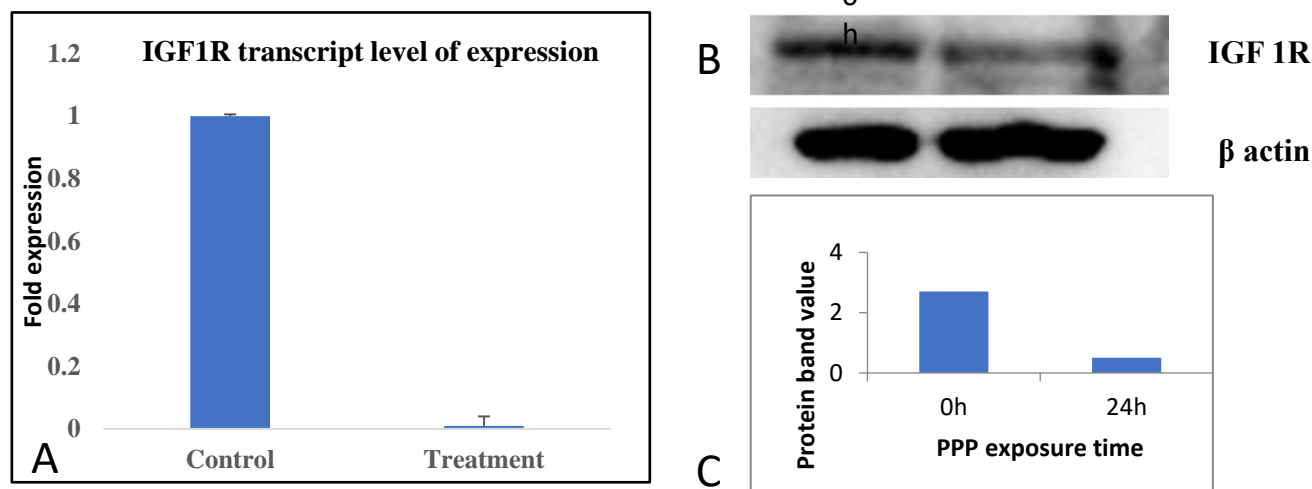 IGF1R transcript level of expression
1.2
1
0.8
0.6
0.4
0.2
0
Fold expression
Control Treatment
A
B
h
IGF 1R
β actin
4
2
0
Protein band value
0h 24h
PPP exposure time
C